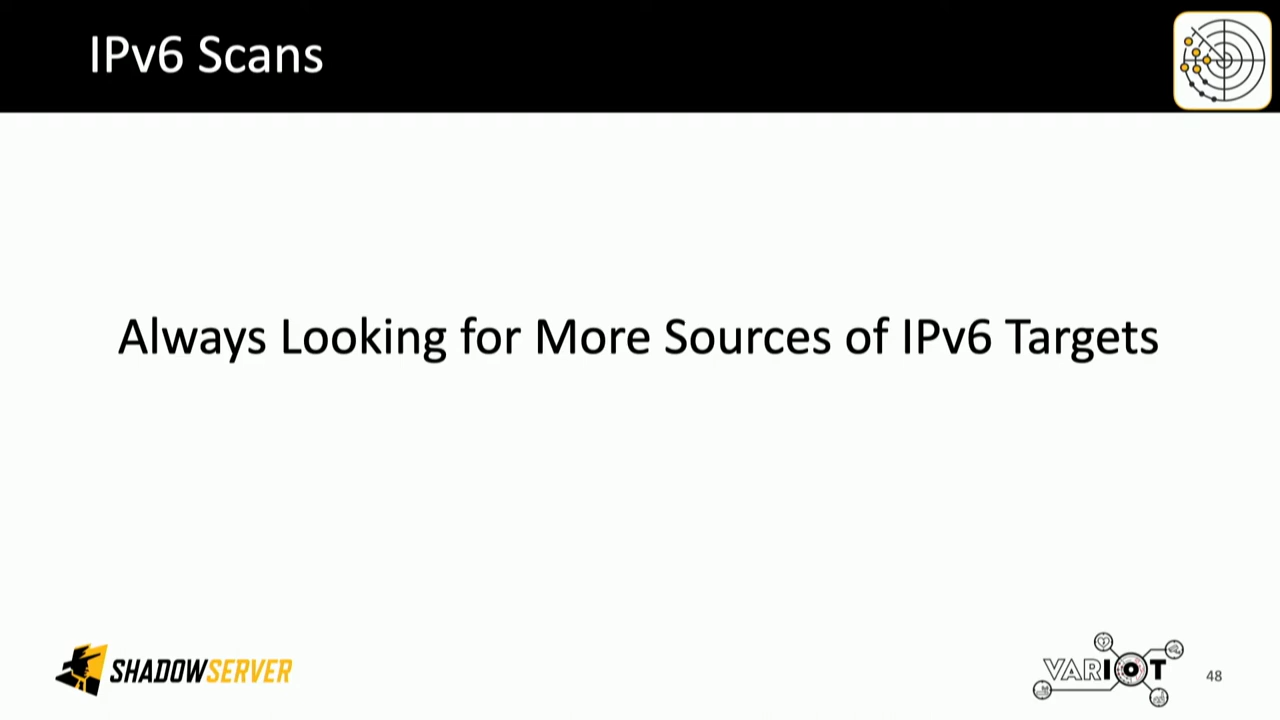 IPv6 Scans
Always Looking for More Sources of IPv6 Targets
SHADOWSERVER
VARIOT
48